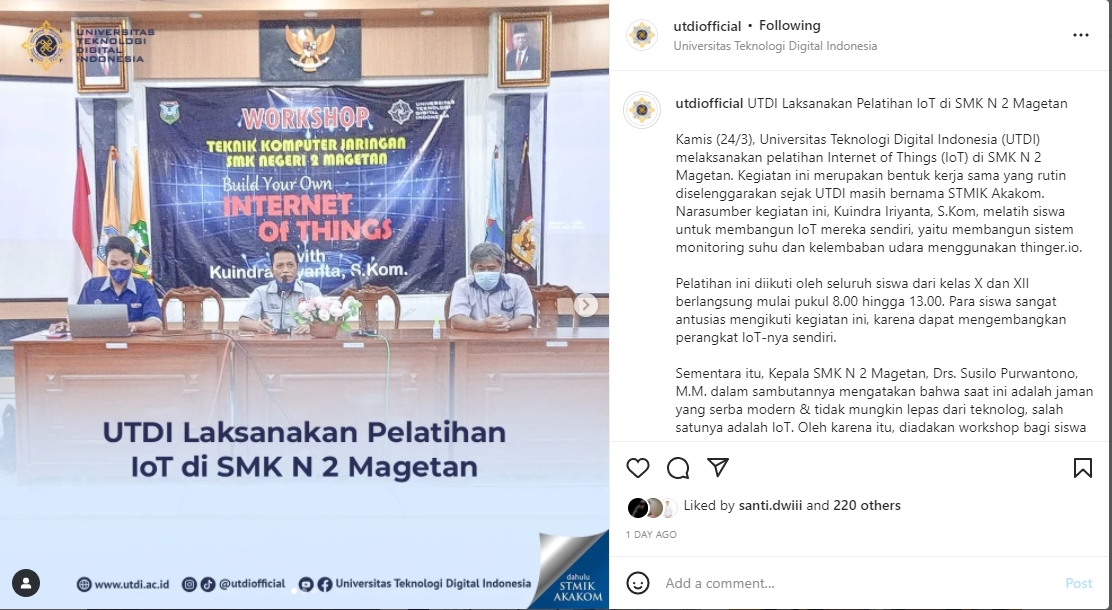 UNIVERSITAS
TEKNOLOGI
DIGITAL
INDONESIA
WORKSHOP
UNIVERSITAS
TEKNOLOGI
DIGITAL
INDONESIA
TEKNIK KOMPUTER JARINGAN
SMK NEGERI 2 MAGETAN
Build Your Own
INTERNET
Of THINGS
with
Kuindra Iriyanta, S.Kom.
UTDI Laksanakan Pelatihan
IoT di SMK N 2 Magetan
www.utdi.ac.id @utdiofficial Universitas Teknologi Digital Indonesia
dahulu
STMIK
AKAKOM
utdiofficial • Following
Universitas Teknologi Digital Indonesia
utdiofficial UTDI Laksanakan Pelatihan IoT di SMK N 2 Magetan
Kamis (24/3), Universitas Teknologi Digital Indonesia (UTDI)
melaksanakan pelatihan Internet of Things (IoT) di SMK N 2
Magetan. Kegiatan ini merupakan bentuk kerja sama yang rutin
diselenggarakan sejak UTDI masih bernama STMIK Akakom.
Narasumber kegiatan ini, Kuindra Iriyanta, S.Kom, melatih siswa
untuk membangun IoT mereka sendiri, yaitu membangun sistem
monitoring suhu dan kelembaban udara menggunakan thinger.io.
Pelatihan ini diikuti oleh seluruh siswa dari kelas X dan XII
berlangsung mulai pukul 8.00 hingga 13.00. Para siswa sangat
antusias mengikuti kegiatan ini, karena dapat mengembangkan
perangkat IoT-nya sendiri.
Sementara itu, Kepala SMK N 2 Magetan, Drs. Susilo Purwantono,
M.M. dalam sambutannya mengatakan bahwa saat ini adalah jaman
yang serba modern & tidak mungkin lepas dari teknolog, salah
satunya adalah IoT. Oleh karena itu, diadakan workshop bagi siswa
Liked by santi.dwiii and 220 others
1 DAY AGO
Add a comment...
Post